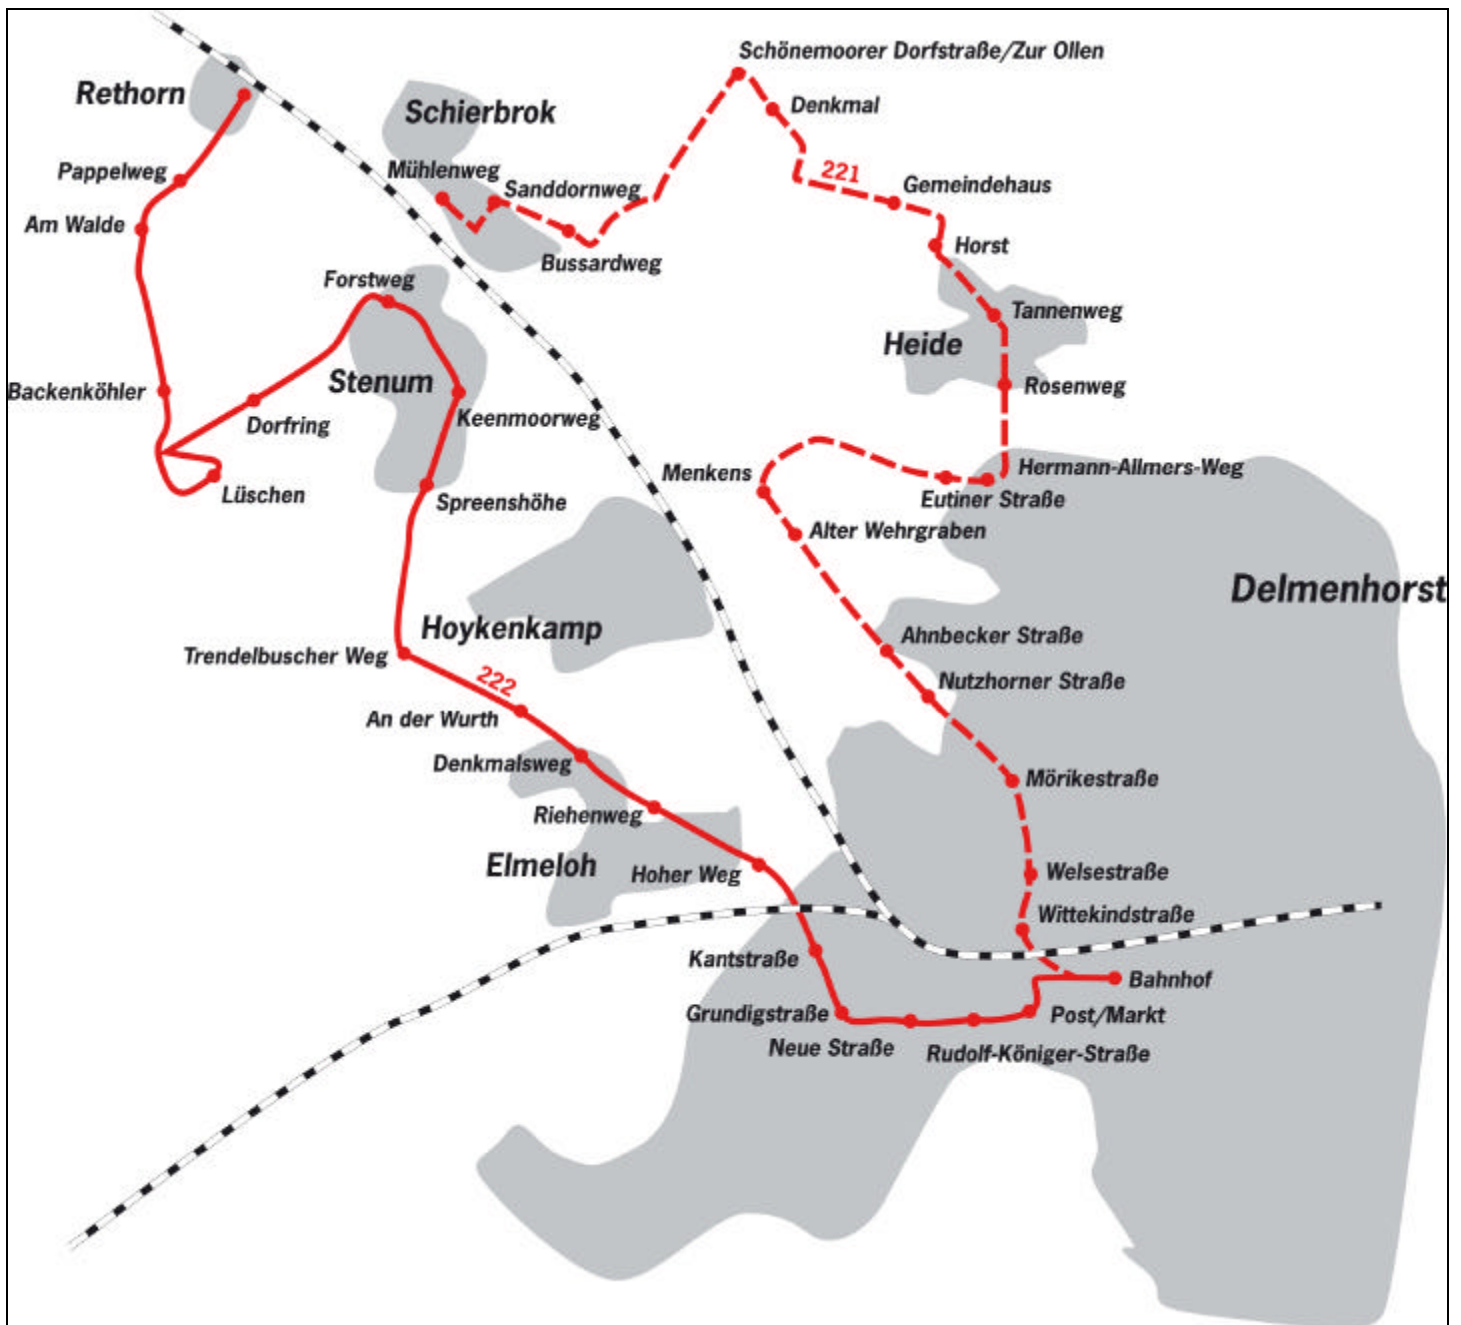 Schönemoorer Dorfstraße/Zur Ollen
Rethorn
Denkmal
Schierbrok
Pappelweg
Mühlenweg
221
Sanddornweg
Gemeindehaus
Am Walde
Horst
Bussardweg
Forstweg
Tannenweg
Heide
Stenum
Rosenweg
Backenköhler
Keenmoorweg
Dorfring
Menkens
Hermann-Allmers-Weg
Lüschen
Eutiner Straße
Spreenshöhe
Alter Wehrgraben
Delmenhorst
Hoykenkamp
Ahnbecker Straße
Trendelbuscher Weg
222
Nutzhorner Straße
An der Wurth
Denkmalsweg
Mörikestraße
Riehenweg
Elmeloh
Hoher Weg
Welsestraße
Wittekindstraße
Kantstraße
Bahnhof
Grundigstraße
Post/Markt
Neue Straße
Rudolf-Königer-Straße